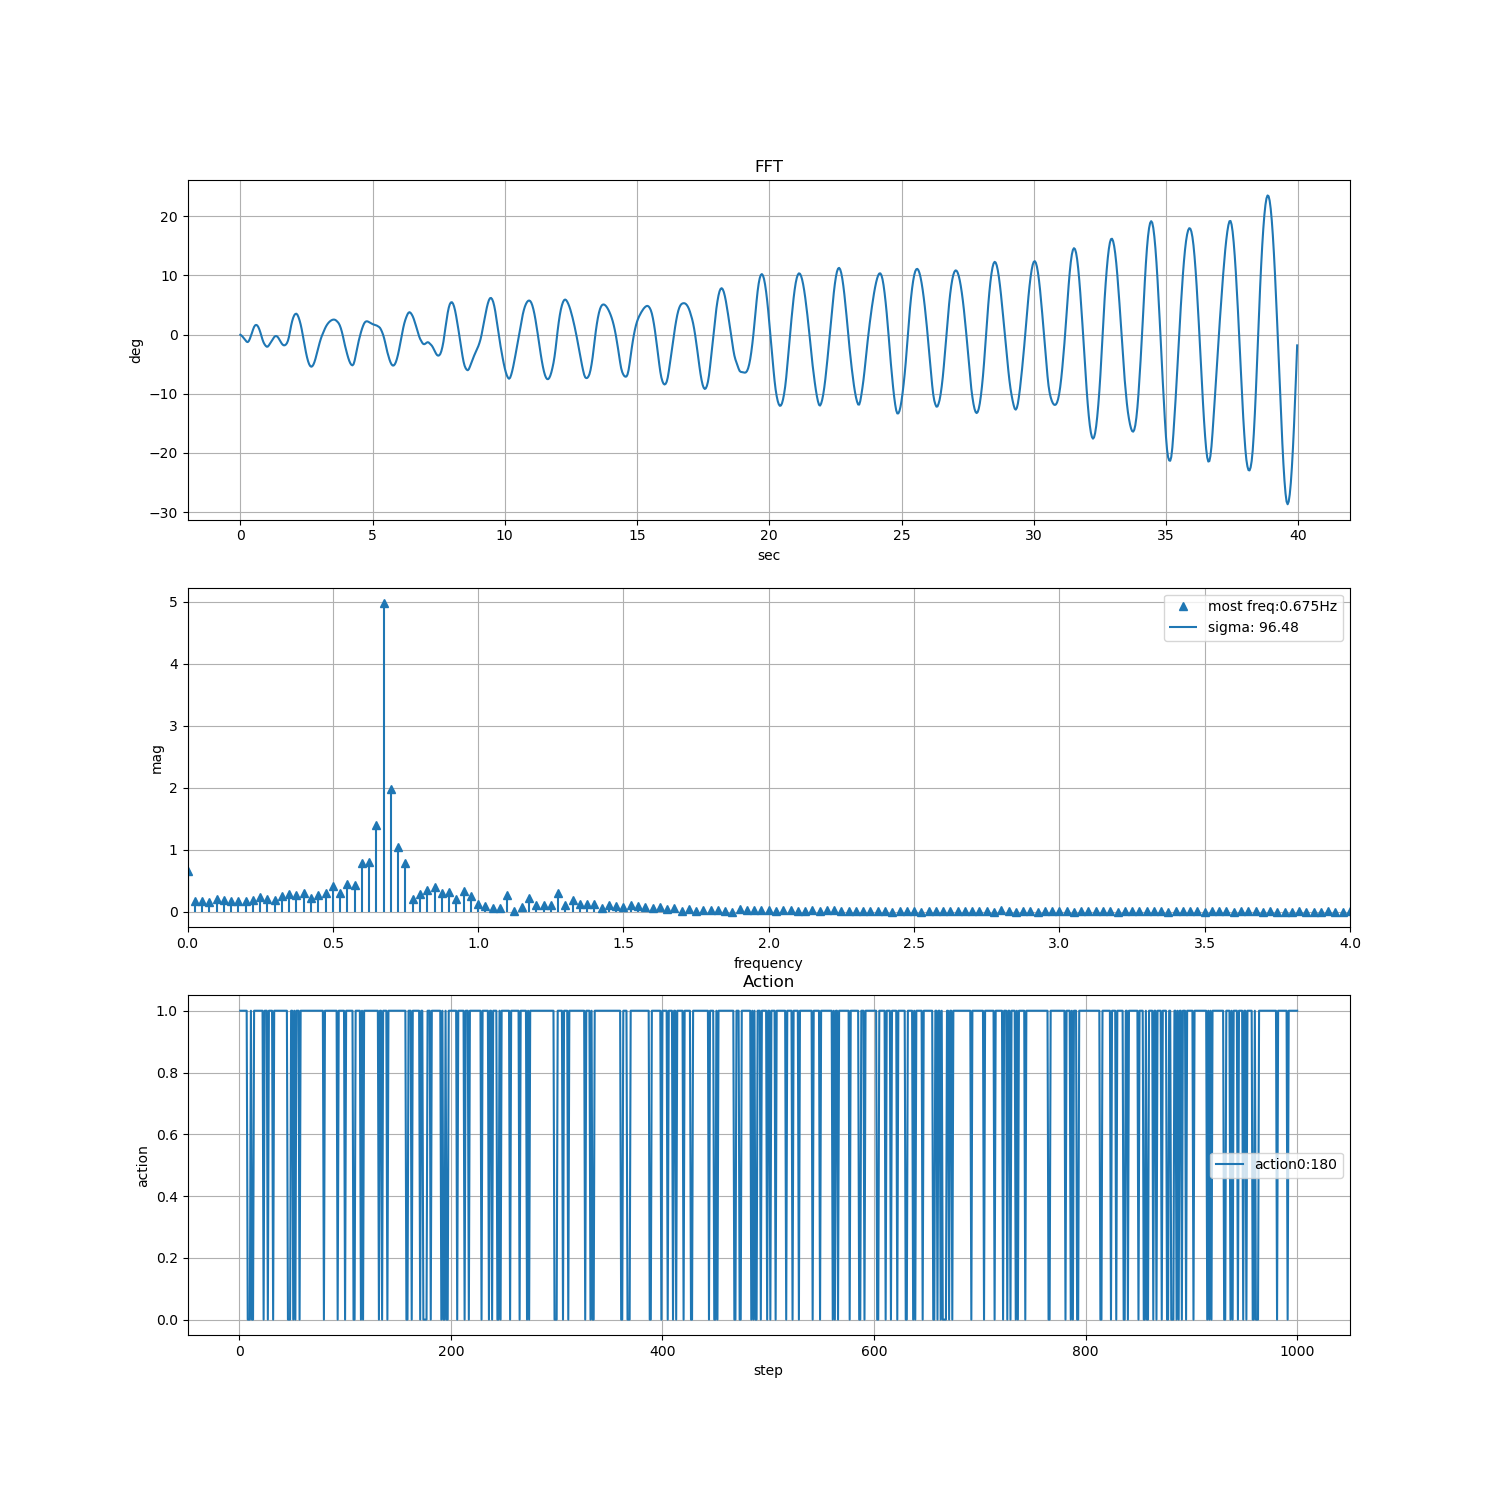 FFT
20
10
0
−10
−20
−30
deg
0 5 10 15 20 25 30 35 40
sec
5
4
3
2
1
0
mag
most freq:0.675Hz
sigma: 96.48
0.0 0.5 1.0 1.5 2.0 2.5 3.0 3.5 4.0
frequency
Action
1.0
0.8
0.6
0.4
0.2
0.0
action
action0:180
0 200 400 600 800 1000
step